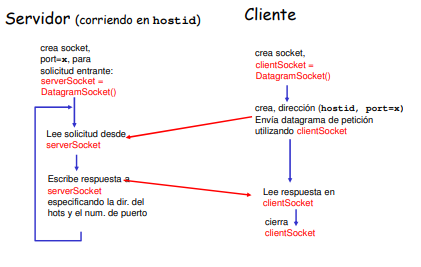 Servidor (corriendo en hostid)
crea socket,
port=x, para
solicitud entrante:
serverSocket =
DatagramSocket()
Lee solicitud desde
serverSocket
Escribe respuesta a
serverSocket
especificando la dir. del
hots y el num. de puerto
Cliente
crea socket,
clientSocket =
DatagramSocket()
crea, dirección (hostid, port=x)
Envía datagrama de petición
utilizando clientSocket
Lee respuesta en
clientSocket
cierra
clientSocket